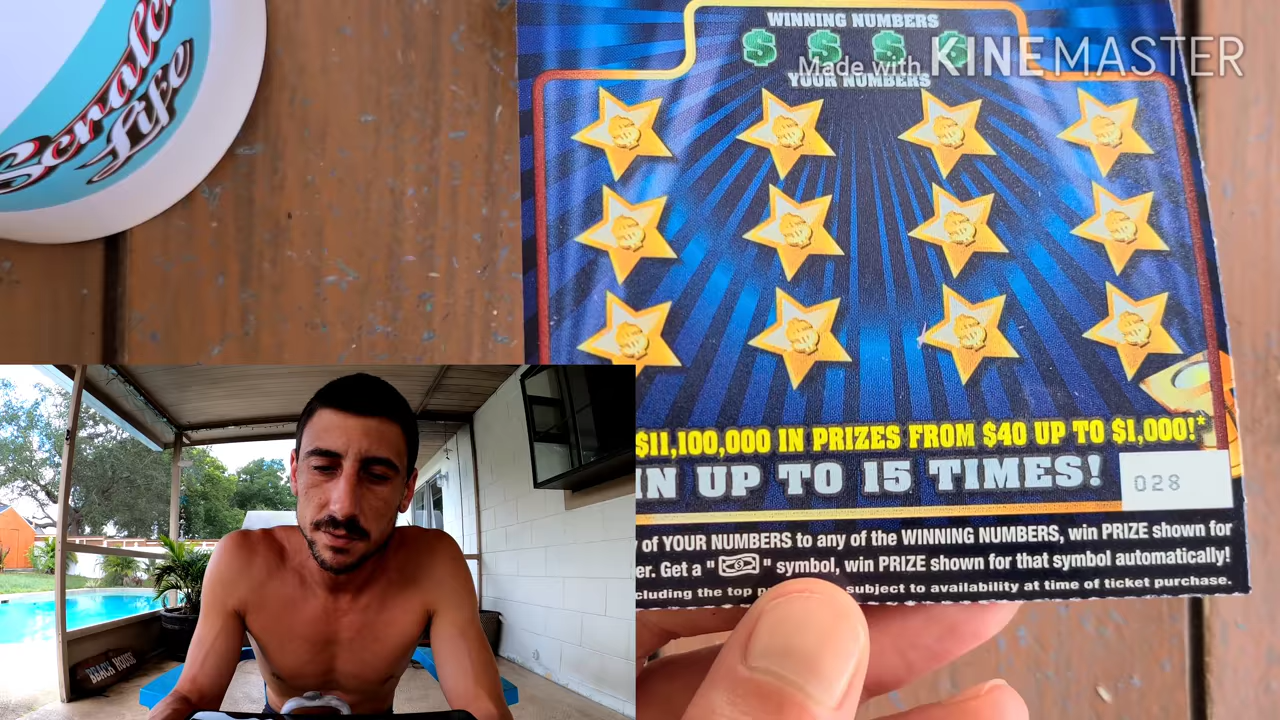 Scratch
Life
WINNING NUMBERS
$ $ $ $
Made with KINEMASTER
YOUR NUMBERS
$11,100,000 IN PRIZES FROM $40 UP TO $1,000!*
IN UP TO 15 TIMES!
028
of YOUR NUMBERS to any of the WINNING NUMBERS, win PRIZE shown for
er. Get a " " symbol, win PRIZE shown for that symbol automatically!
cluding the top subject to availability at time of ticket purchase.
BEACH HOUSE